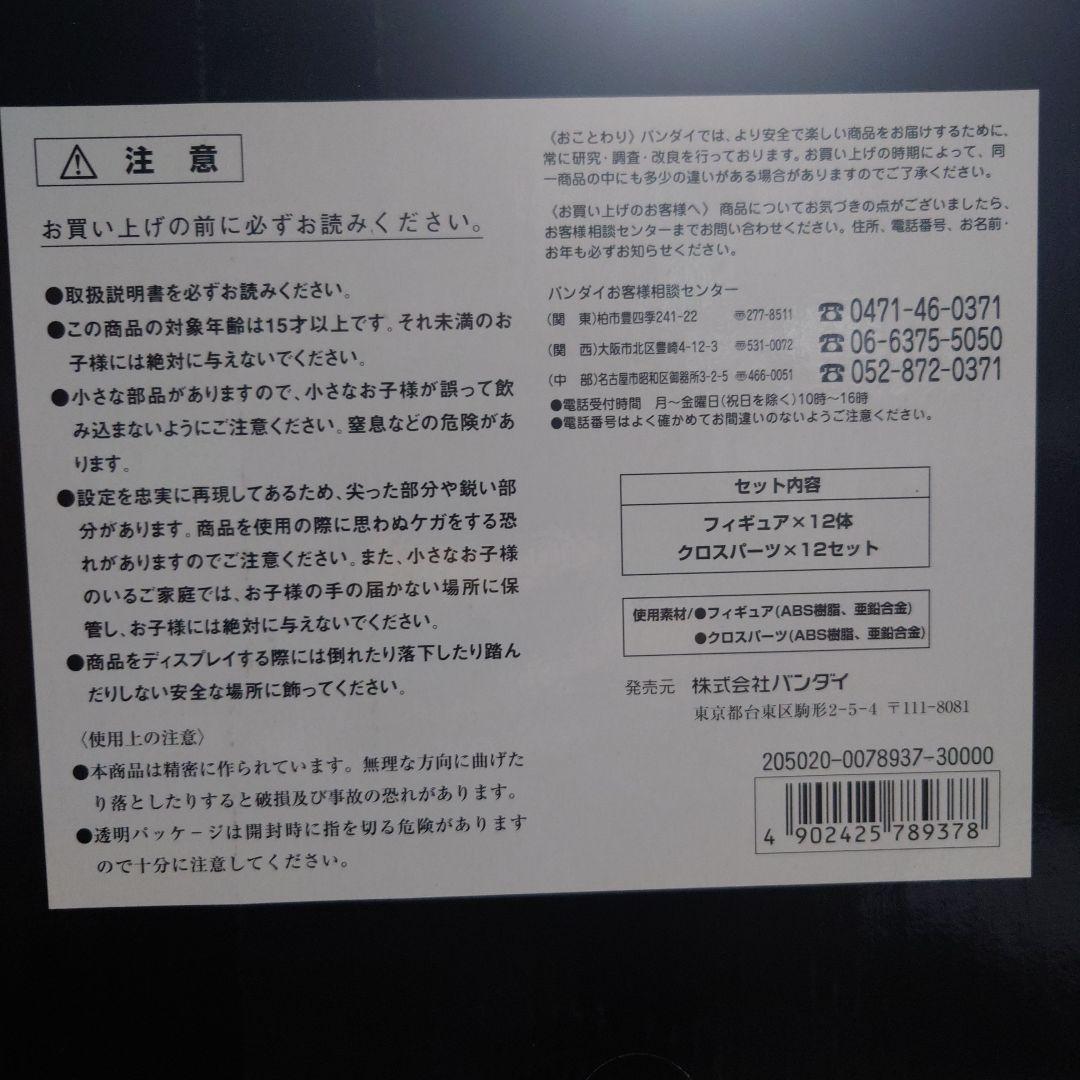 注意
お買い上げの前に必ずお読みください。
●取扱説明書を必ずお読みください。
●この商品の対象年齢は15才以上です。それ未満のお
子様には絶対に与えないでください。
●小さな部品がありますので、小さなお子様が誤って飲
み込まないようにご注意ください。窒息などの危険があ
ります。
●設定を忠実に再現してあるため、尖った部分や鋭い部
分があります。商品を使用の際に思わぬケガをする恐
れがありますのでご注意ください。また、小さなお子様
のいるご家庭では、お子様の手の届かない場所に保
管し、お子様には絶対に与えないでください。
●商品をディスプレイする際には倒れたり落下したり踏ん
だりしない安全な場所に飾ってください。
〈使用上の注意〉
●本商品は精密に作られています。無理な方向に曲げた
り落としたりすると破損及び事故の恐れがあります。
●透明パッケージは開封時に指を切る危険があります
ので十分に注意してください。
〈おことわり〉バンダイでは、より安全で楽しい商品をお届けするために、
常に研究・調査・改良を行っております。お買い上げの時期によって、同
一商品の中にも多少の違いがある場合がありますのでご了承ください。
〈お買い上げのお客様へ〉商品についてお気づきの点がございましたら、
お客様相談センターまでお問い合わせください。住所、電話番号、お名前・
お年も必ずお知らせください。
バンダイお客様相談センター
(関 東)柏市豊四季241-22 〒277-8511 ☎0471-46-0371
(関 西)大阪市北区豊崎4-12-3 〒531-0072 ☎06-6375-5050
(中 部)名古屋市昭和区御器所3-2-5 〒466-0051 ☎052-872-0371
●電話受付時間 月〜金曜日(祝日を除く)10時〜16時
●電話番号はよく確かめてお間違いのないようご注意ください。
セット内容
フィギュア×12体
クロスパーツ×12セット
使用素材/●フィギュア(ABS樹脂、亜鉛合金)
●クロスパーツ(ABS樹脂、亜鉛合金)
発売元 株式会社バンダイ
東京都台東区駒形2-5-4 〒111-8081
205020-0078937-30000
4 902425 789378